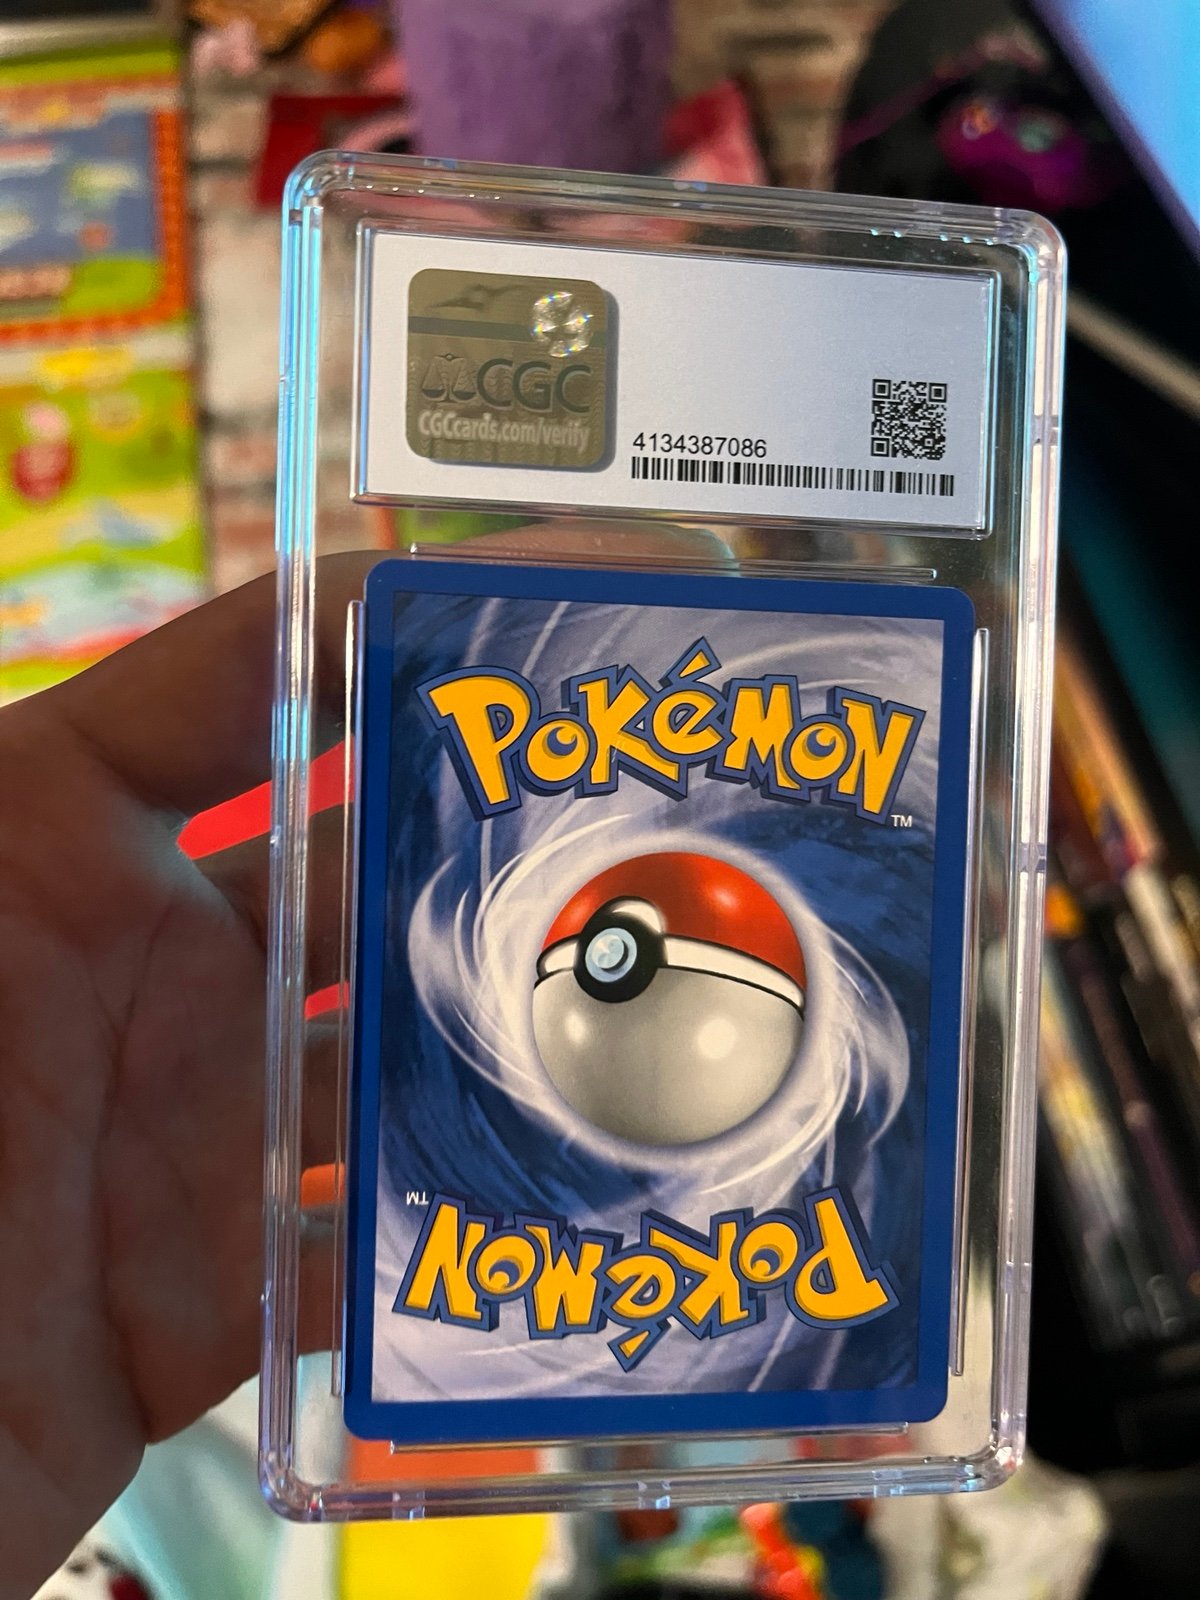 CGC
CGCcards.com/verify
4134387086
POKéMON
TM
TM
POKéMON